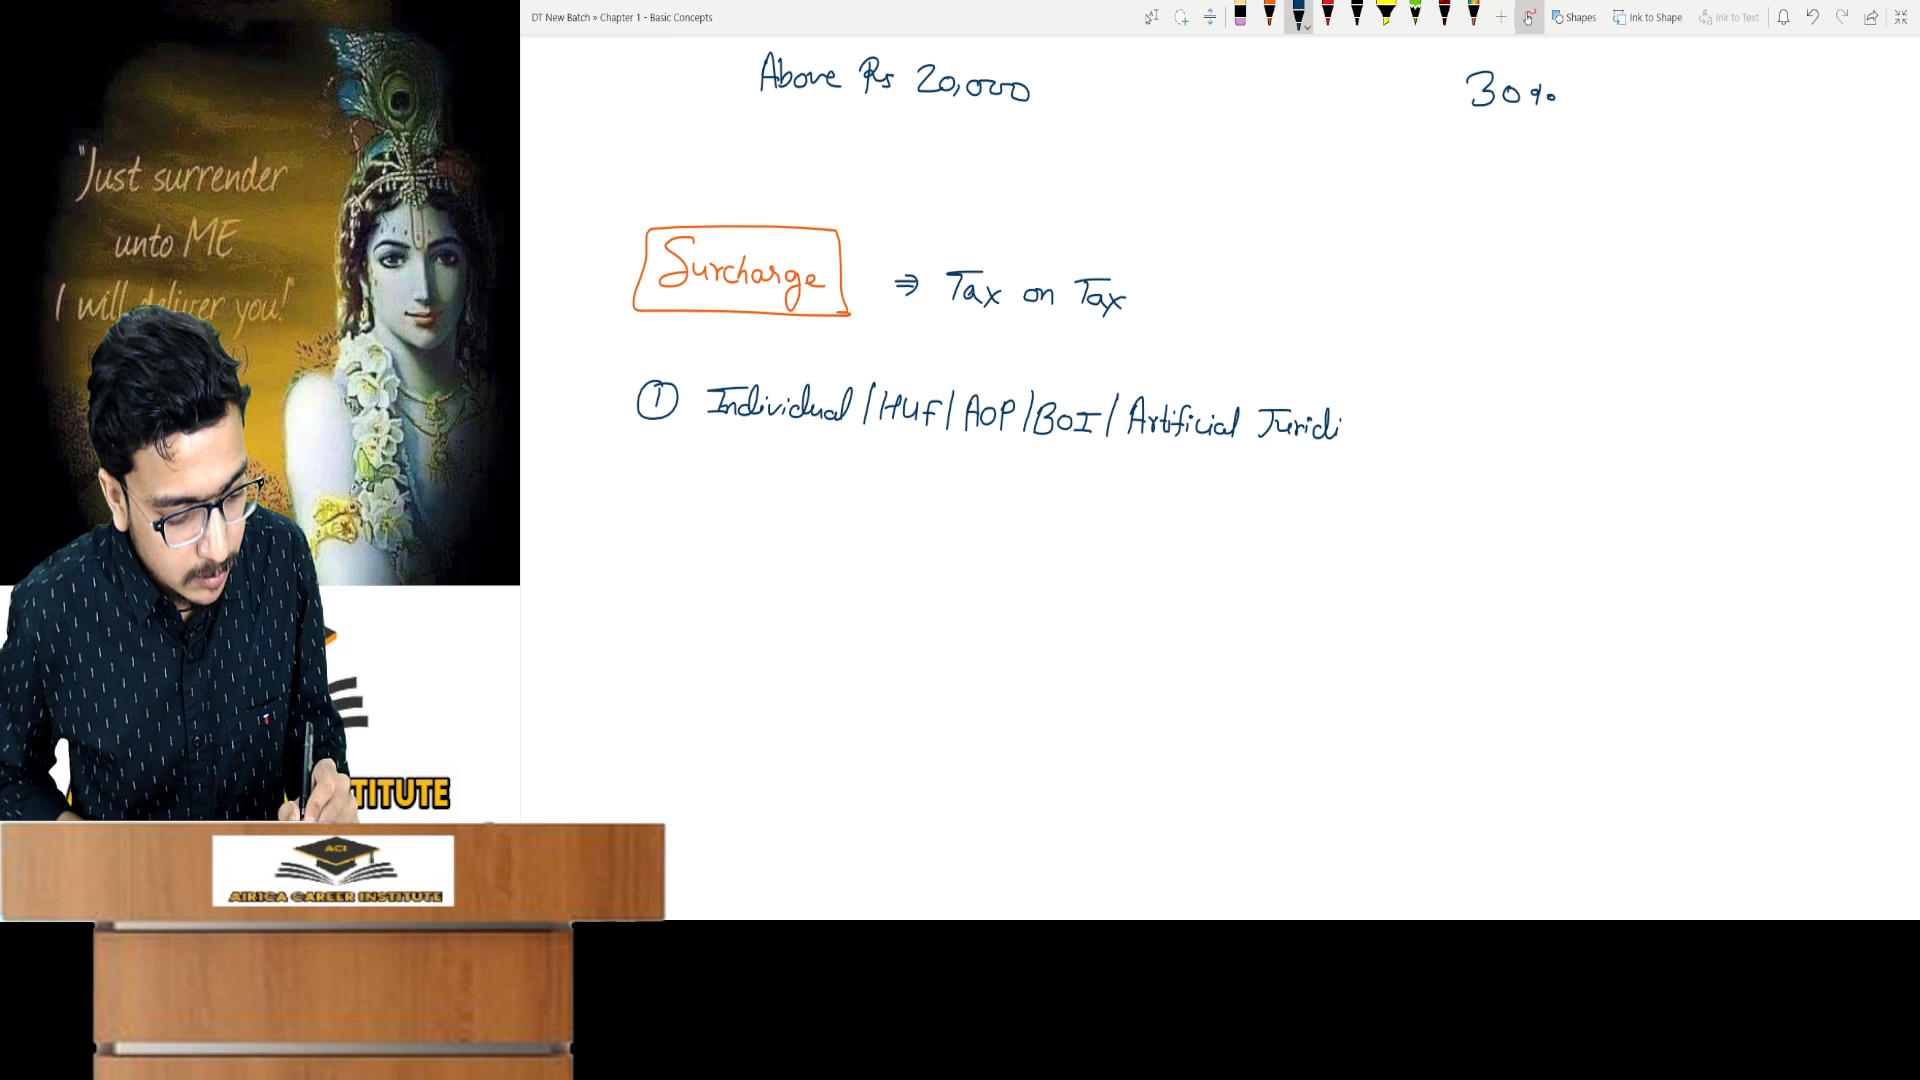 DT New Batch » Chapter 1 - Basic Concepts
Shapes
Ink to Shape
Ink to Text
Above Rs 20,000 30%
"Just surrender
unto ME
I will deliver you!"
Surcharge ⇒ Tax on Tax
① Individual / HUF / AOP / BOI / Artificial Juridi
TITUTE
ACI
AIRICA CAREER INSTITUTE